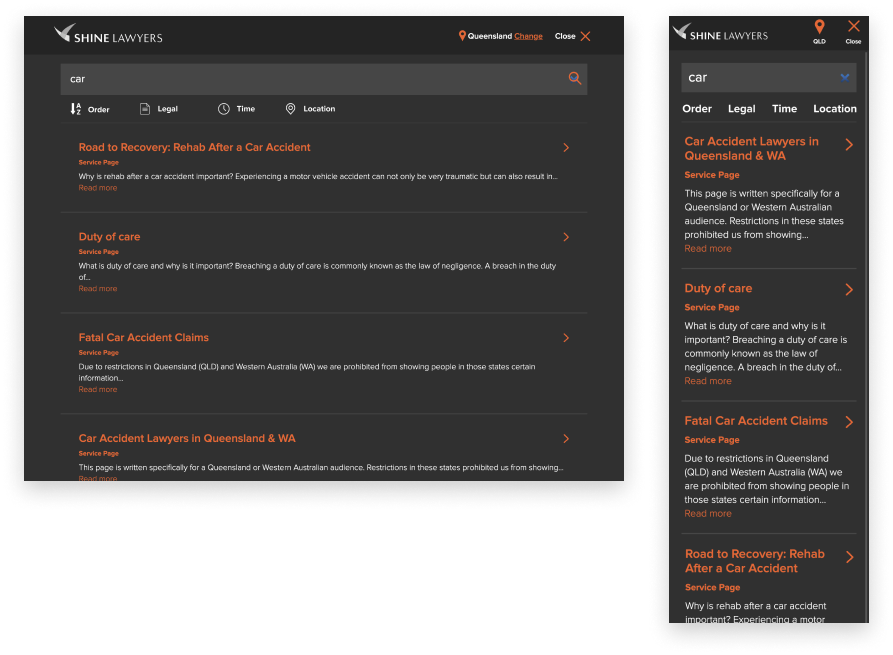 SHINE LAWYERS
Queensland Change
Close
car
Order
Legal
Time
Location
Road to Recovery: Rehab After a Car Accident
Service Page
Why is rehab after a car accident important? Experiencing a motor vehicle accident can not only be very traumatic but can also result in...
Read more
Duty of care
Service Page
What is duty of care and why is it important? Breaching a duty of care is commonly known as the law of negligence. A breach in the duty
of...
Read more
Fatal Car Accident Claims
Service Page
Due to restrictions in Queensland (QLD) and Western Australia (WA) we are prohibited from showing people in those states certain
information...
Read more
Car Accident Lawyers in Queensland & WA
Service Page
This page is written specifically for a Queensland or Western Australian audience. Restrictions in these states prohibited us from showing...
Read more
SHINE LAWYERS
QLD
Close
car
Order
Legal
Time
Location
Car Accident Lawyers in
Queensland & WA
Service Page
This page is written specifically for a
Queensland or Western Australian
audience. Restrictions in these states
prohibited us from showing...
Read more
Duty of care
Service Page
What is duty of care and why is it
important? Breaching a duty of care is
commonly known as the law of
negligence. A breach in the duty of...
Read more
Fatal Car Accident Claims
Service Page
Due to restrictions in Queensland
(QLD) and Western Australia (WA) we
are prohibited from showing people in
those states certain information...
Read more
Road to Recovery: Rehab
After a Car Accident
Service Page
Why is rehab after a car accident
important? Experiencing a motor